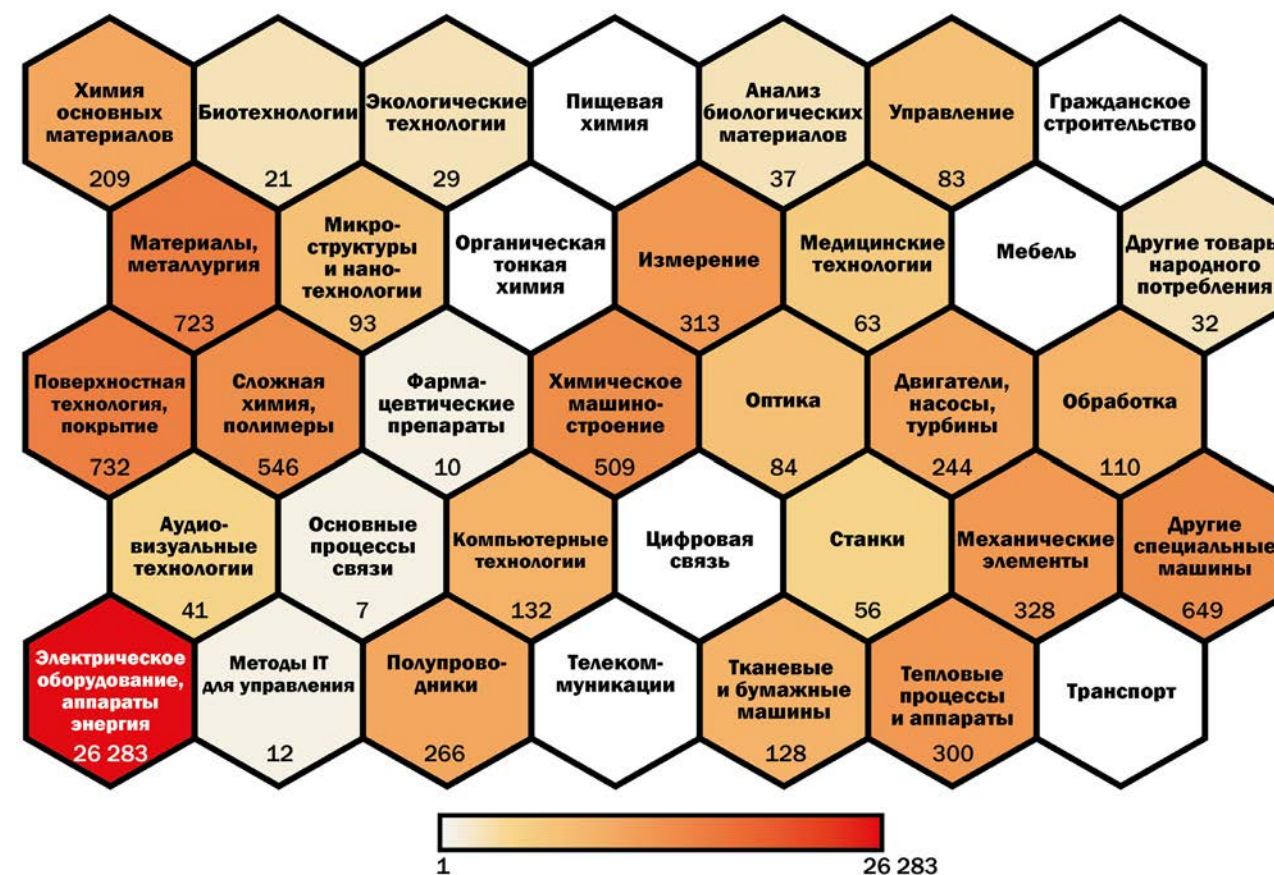 Химия
основных
материалов
209
Биотехнологии
21
Экологические
технологии
29
Пищевая
химия
Анализ
биологических
материалов
37
Управление
83
Гражданское
строительство
Материалы,
металлургия
723
Микро-
структуры
и нано-
технологии
93
Органическая
тонкая
химия
Измерение
313
Медицинские
технологии
63
Мебель
Другие товары
народного
потребления
32
Поверхностная
технология,
покрытие
732
Сложная
химия,
полимеры
546
Фарма-
цевтические
препараты
10
Химическое
машино-
строение
509
Оптика
84
Двигатели,
насосы,
турбины
244
Обработка
110
Аудио-
визуальные
технологии
41
Основные
процессы
связи
7
Компьютерные
технологии
132
Цифровая
связь
Станки
56
Механические
элементы
328
Другие
специальные
машины
649
Электрическое
оборудование,
аппараты
энергия
26 283
Методы IT
для управления
12
Полупрово-
дники
266
Телеком-
муникации
Тканевые
и бумажные
машины
128
Тепловые
процессы
и аппараты
300
Транспорт
1
26 283